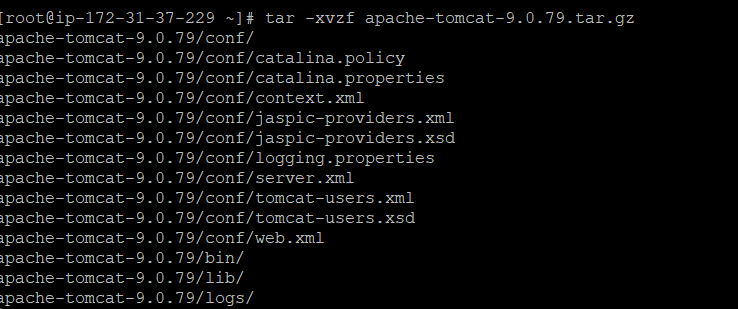 [root@ip-172-31-37-229 ~]# tar -xvzf apache-tomcat-9.0.79.tar.gz
apache-tomcat-9.0.79/conf/
apache-tomcat-9.0.79/conf/catalina.policy
apache-tomcat-9.0.79/conf/catalina.properties
apache-tomcat-9.0.79/conf/context.xml
apache-tomcat-9.0.79/conf/jaspic-providers.xml
apache-tomcat-9.0.79/conf/jaspic-providers.xsd
apache-tomcat-9.0.79/conf/logging.properties
apache-tomcat-9.0.79/conf/server.xml
apache-tomcat-9.0.79/conf/tomcat-users.xml
apache-tomcat-9.0.79/conf/tomcat-users.xsd
apache-tomcat-9.0.79/conf/web.xml
apache-tomcat-9.0.79/bin/
apache-tomcat-9.0.79/lib/
apache-tomcat-9.0.79/logs/